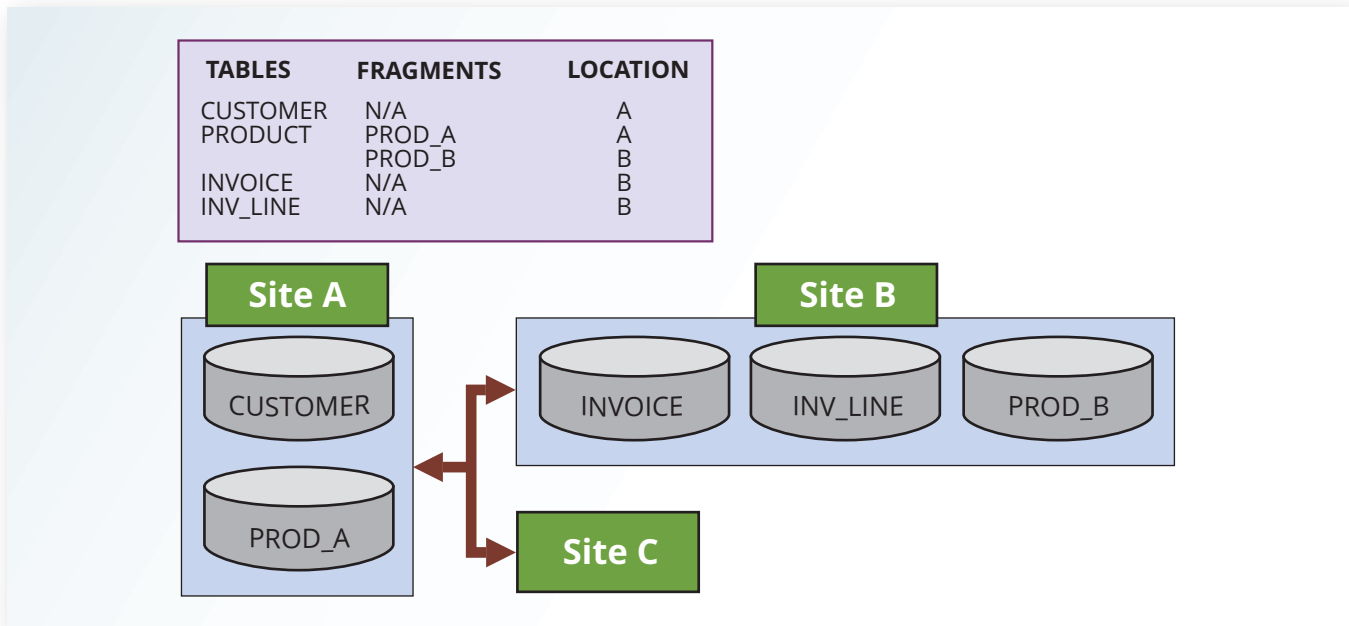 TABLES FRAGMENTS LOCATION
CUSTOMER N/A A
PRODUCT PROD_A A
PROD_B B
INVOICE N/A B
INV_LINE N/A B
Site A
Site B
CUSTOMER
INVOICE
INV_LINE
PROD_B
PROD_A
Site C